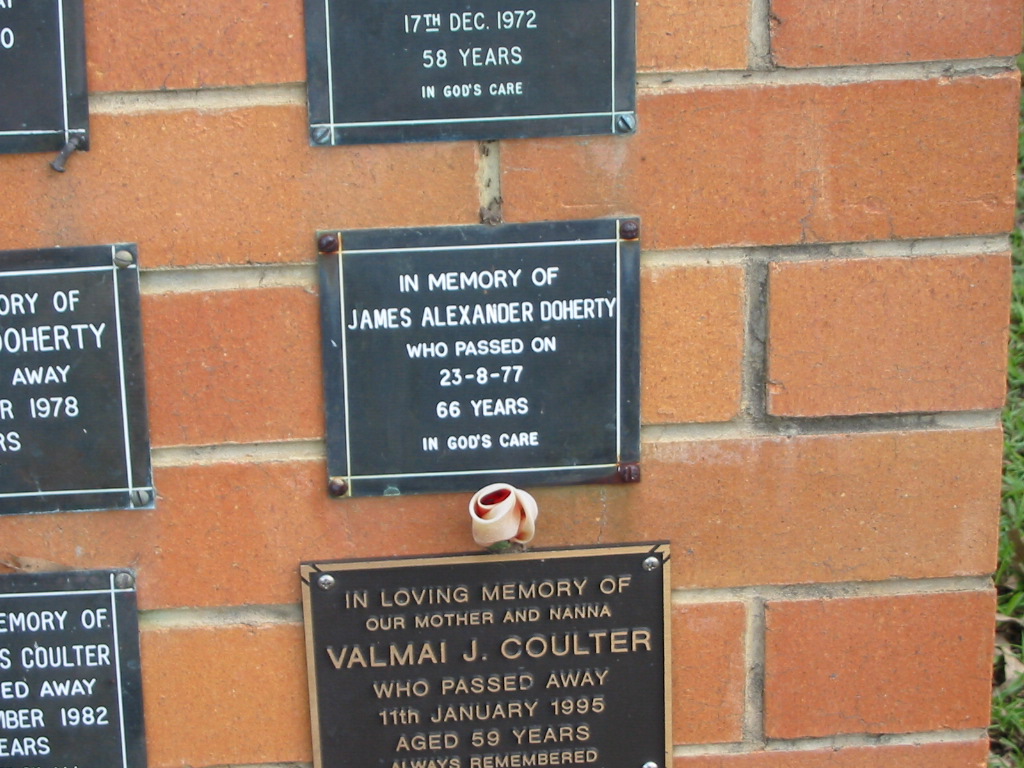 0
17TH DEC. 1972
58 YEARS
IN GOD'S CARE
ORY OF
DOHERTY
AWAY
R 1978
RS
IN MEMORY OF
JAMES ALEXANDER DOHERTY
WHO PASSED ON
23-8-77
66 YEARS
IN GOD'S CARE
EMORY OF
S COULTER
ED AWAY
MBER 1982
EARS
IN LOVING MEMORY OF
OUR MOTHER AND NANNA
VALMAI J. COULTER
WHO PASSED AWAY
11th JANUARY 1995
AGED 59 YEARS
ALWAYS REMEMBERED